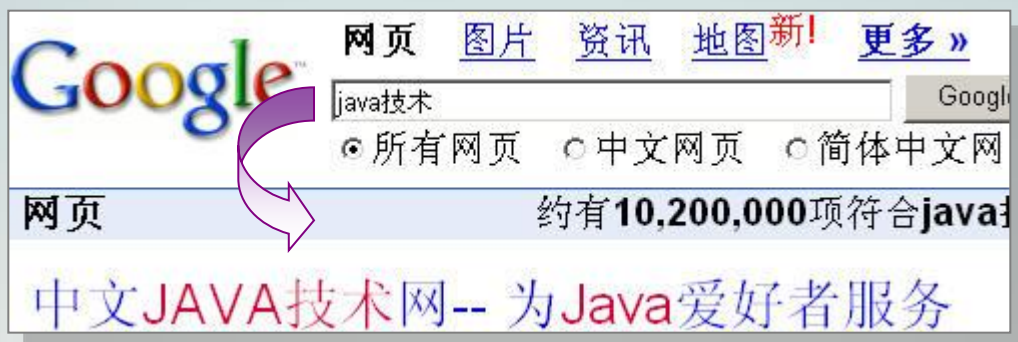 Google
网页 图片 资讯 地图新! 更多 »
java技术 Googl
所有网页 中文网页 简体中文网
网页 约有10,200,000项符合java
中文JAVA技术网-- 为Java爱好者服务